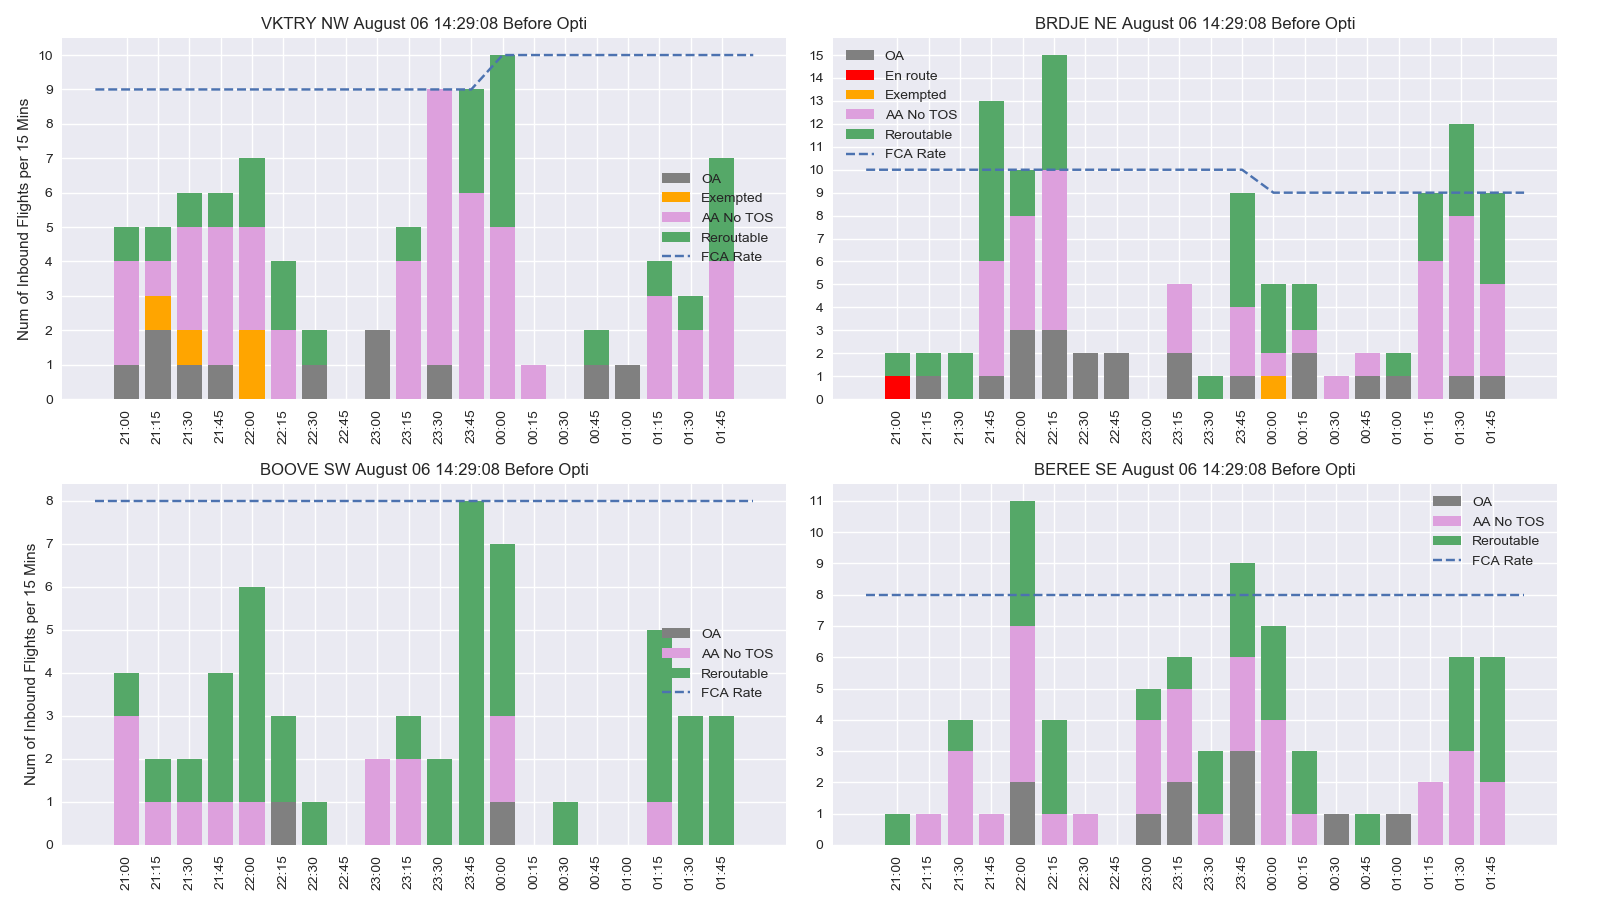 VKTRY NW August 06 14:29:08 Before Opti
Num of Inbound Flights per 15 Mins
10
9
8
7
6
5
4
3
2
1
0
OA
Exempted
AA No TOS
Reroutable
FCA Rate
21:00 21:15 21:30 21:45 22:00 22:15 22:30 22:45 23:00 23:15 23:30 23:45 00:00 00:15 00:30 00:45 01:00 01:15 01:30 01:45
BRDJE NE August 06 14:29:08 Before Opti
15
14
13
12
11
10
9
8
7
6
5
4
3
2
1
0
OA
En route
Exempted
AA No TOS
Reroutable
FCA Rate
21:00 21:15 21:30 21:45 22:00 22:15 22:30 22:45 23:00 23:15 23:30 23:45 00:00 00:15 00:30 00:45 01:00 01:15 01:30 01:45
BOOVE SW August 06 14:29:08 Before Opti
Num of Inbound Flights per 15 Mins
8
7
6
5
4
3
2
1
0
OA
AA No TOS
Reroutable
FCA Rate
21:00 21:15 21:30 21:45 22:00 22:15 22:30 22:45 23:00 23:15 23:30 23:45 00:00 00:15 00:30 00:45 01:00 01:15 01:30 01:45
BEREE SE August 06 14:29:08 Before Opti
11
10
9
8
7
6
5
4
3
2
1
0
OA
AA No TOS
Reroutable
FCA Rate
21:00 21:15 21:30 21:45 22:00 22:15 22:30 22:45 23:00 23:15 23:30 23:45 00:00 00:15 00:30 00:45 01:00 01:15 01:30 01:45